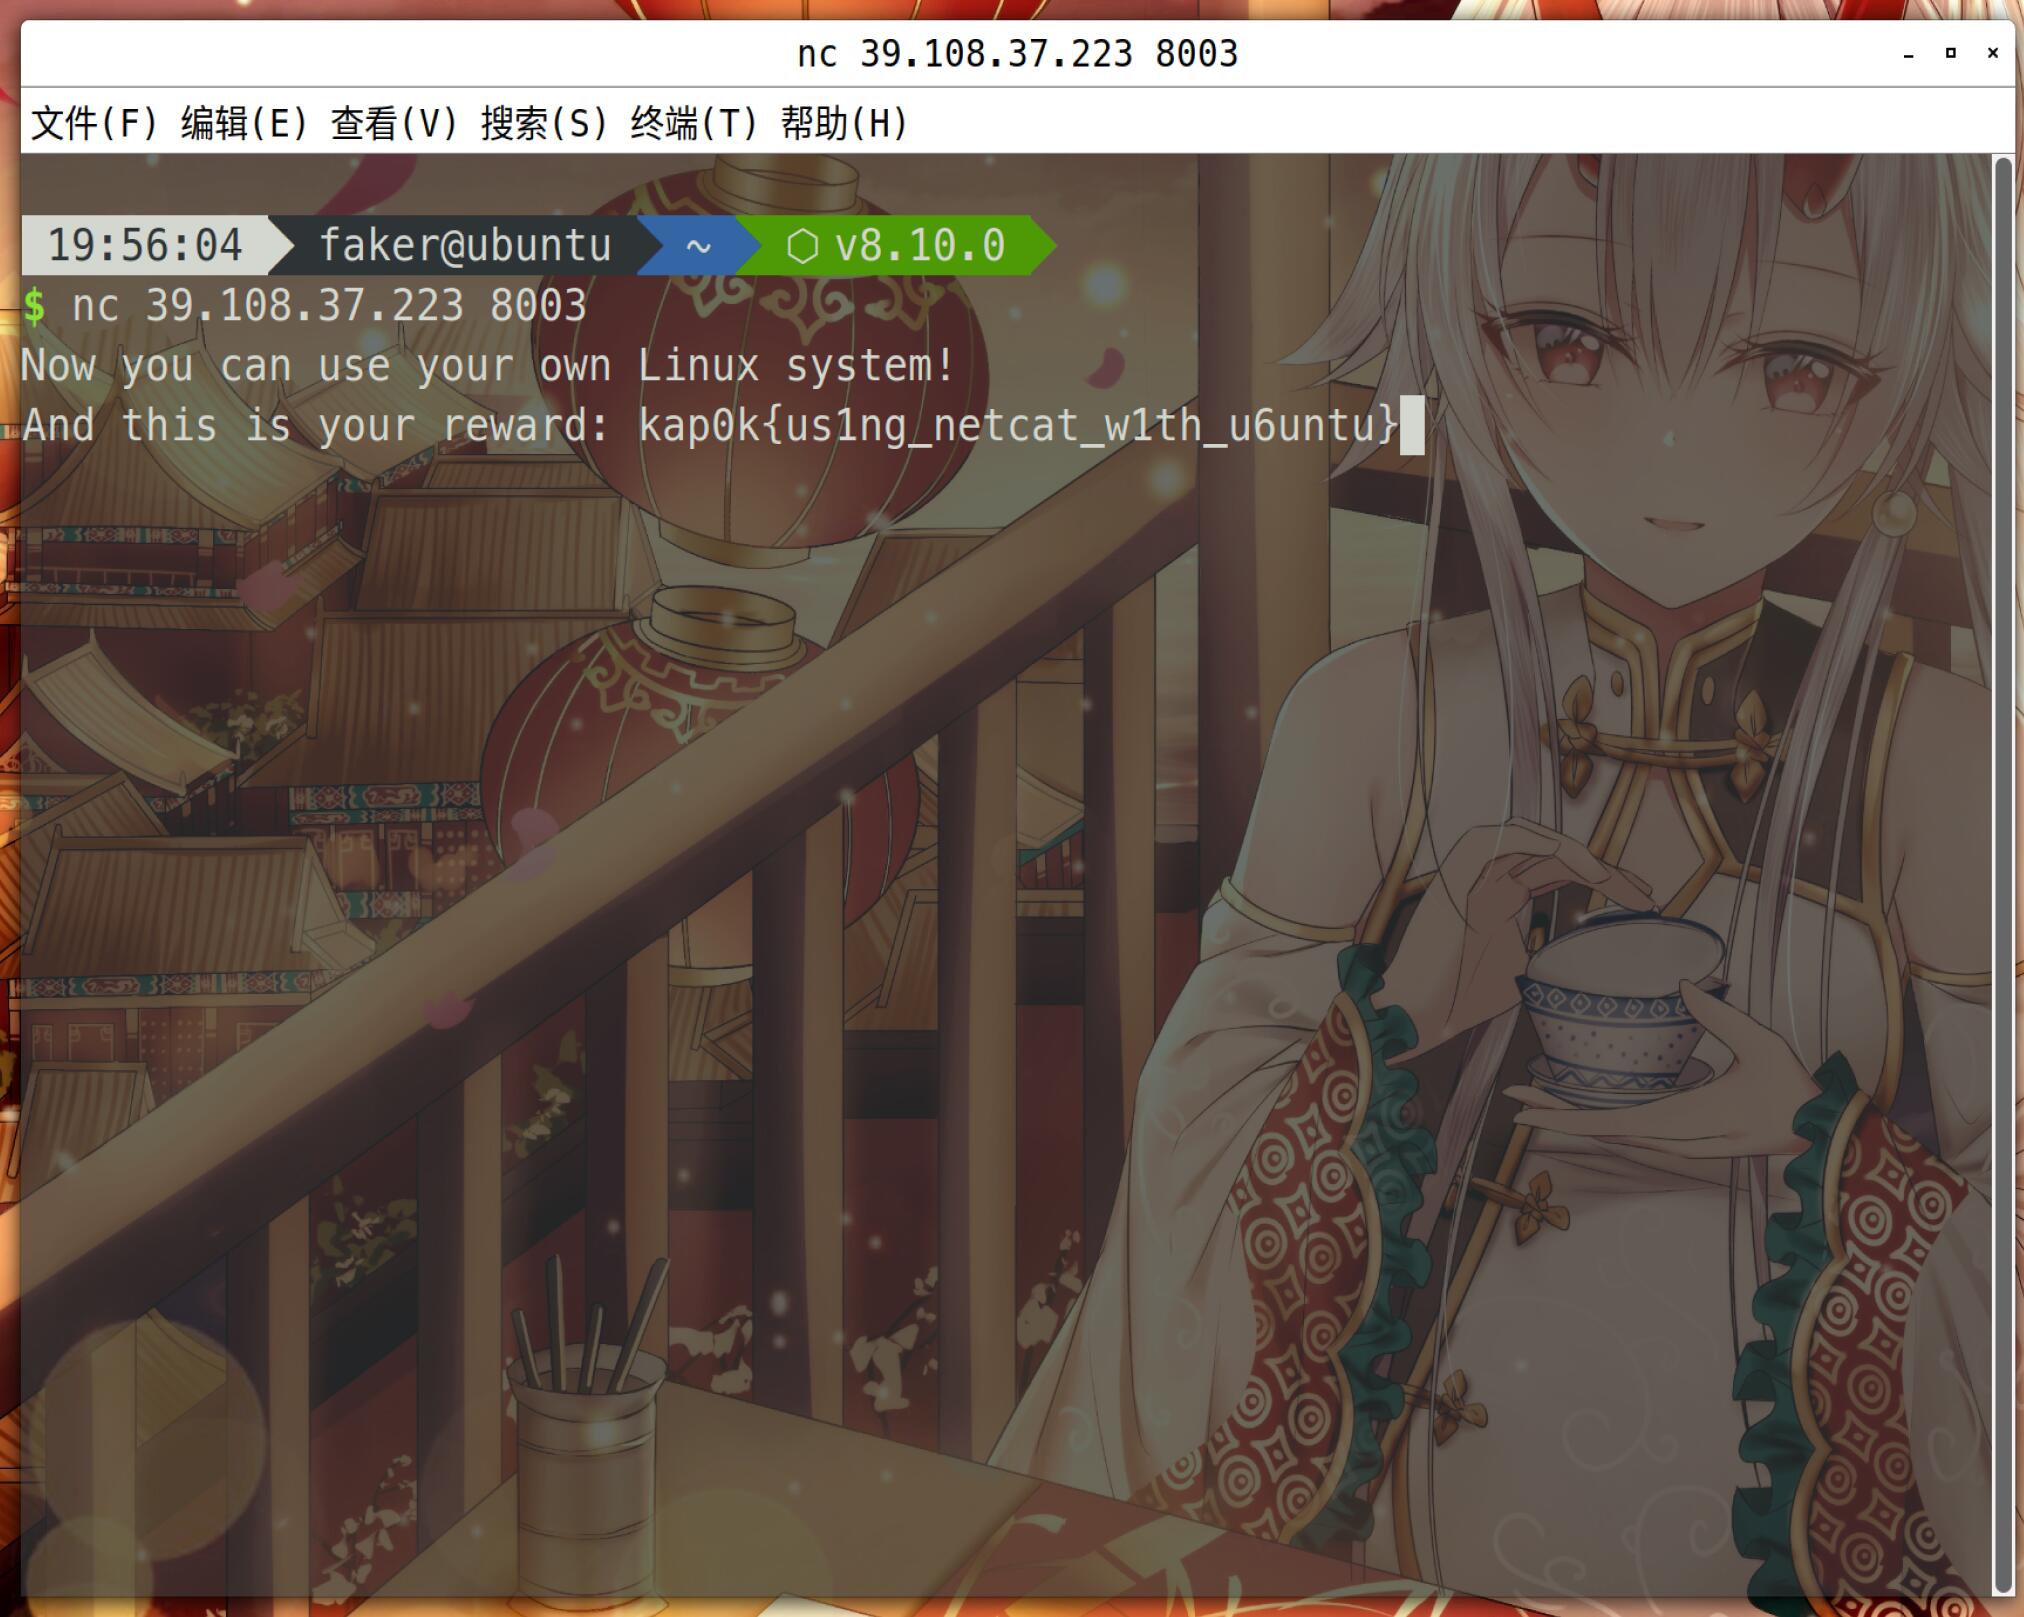 nc 39.108.37.223 8003
文件(F) 编辑(E) 查看(V) 搜索(S) 终端(T) 帮助(H)
19:56:04 faker@ubuntu ~ ⬡ v8.10.0
$ nc 39.108.37.223 8003
Now you can use your own Linux system!
And this is your reward: kap0k{us1ng_netcat_w1th_u6untu}